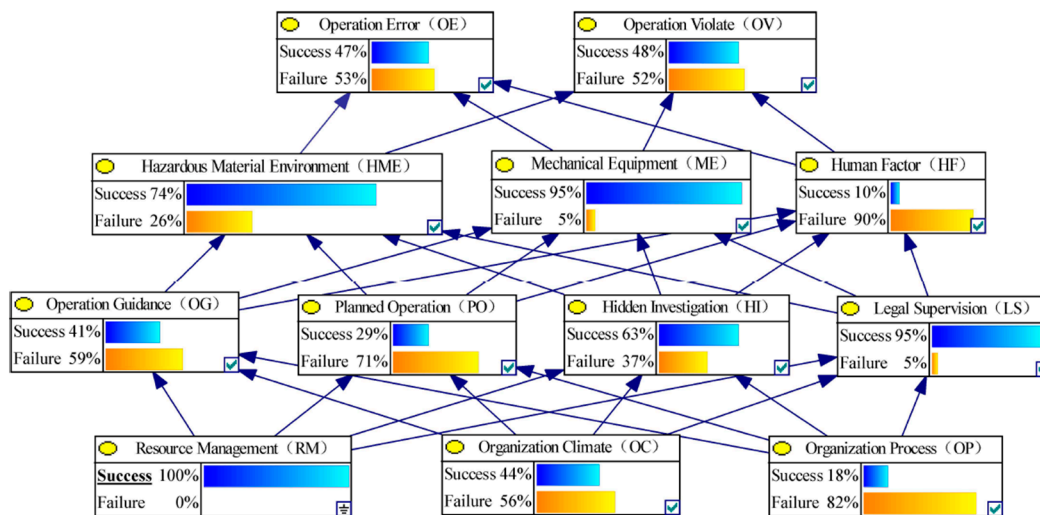 Operation Error（OE）
Success 47%
Failure 53%
Operation Violate（OV）
Success 48%
Failure 52%
Hazardous Material Environment（HME）
Success 74%
Failure 26%
Mechanical Equipment（ME）
Success 95%
Failure 5%
Human Factor（HF）
Success 10%
Failure 90%
Operation Guidance（OG）
Success 41%
Failure 59%
Planned Operation（PO）
Success 29%
Failure 71%
Hidden Investigation（HI）
Success 63%
Failure 37%
Legal Supervision（LS）
Success 95%
Failure 5%
Resource Management（RM）
Success 100%
Failure 0%
Organization Climate（OC）
Success 44%
Failure 56%
Organization Process（OP）
Success 18%
Failure 82%